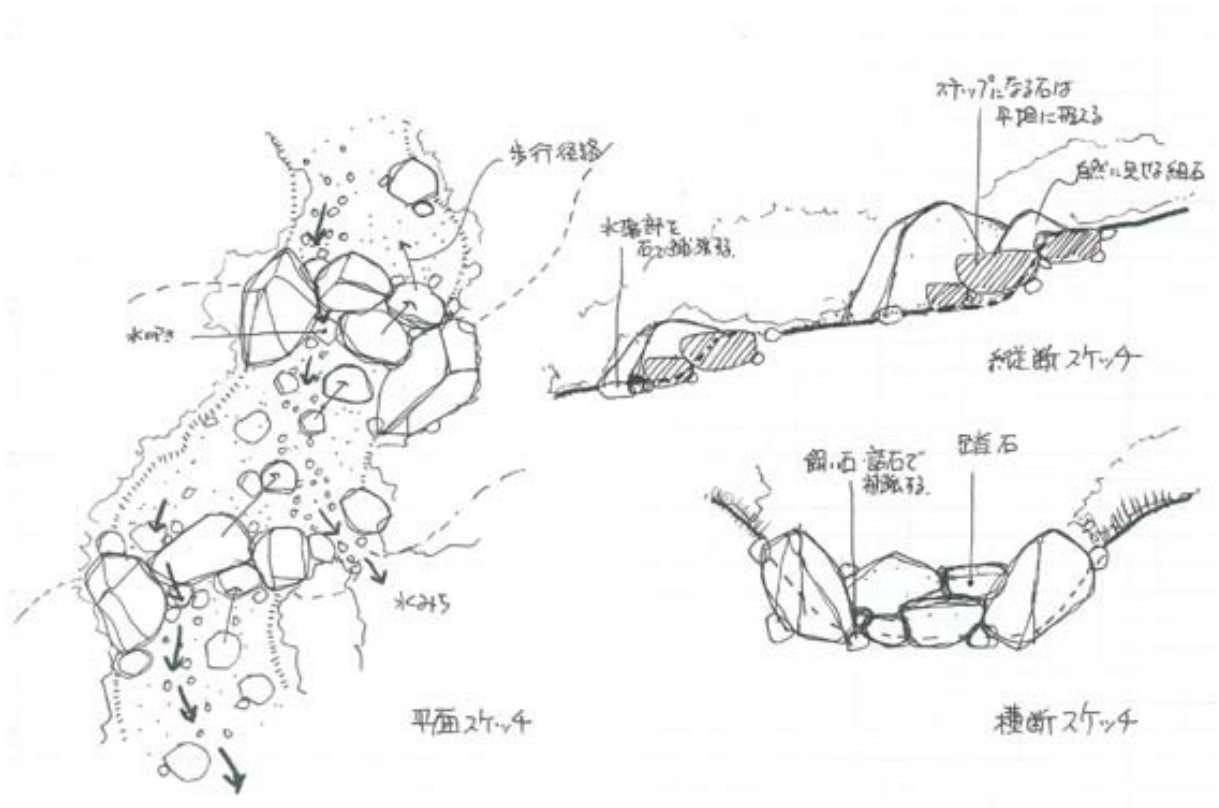 歩行径路
水叩き
水みち
平面スケッチ
ステップになる石は
平坦に据える
自然に見せる組石
水落部を
石で補強する。
縦断スケッチ
飼い石・詰石で
補強する。
踏石
横断スケッチ